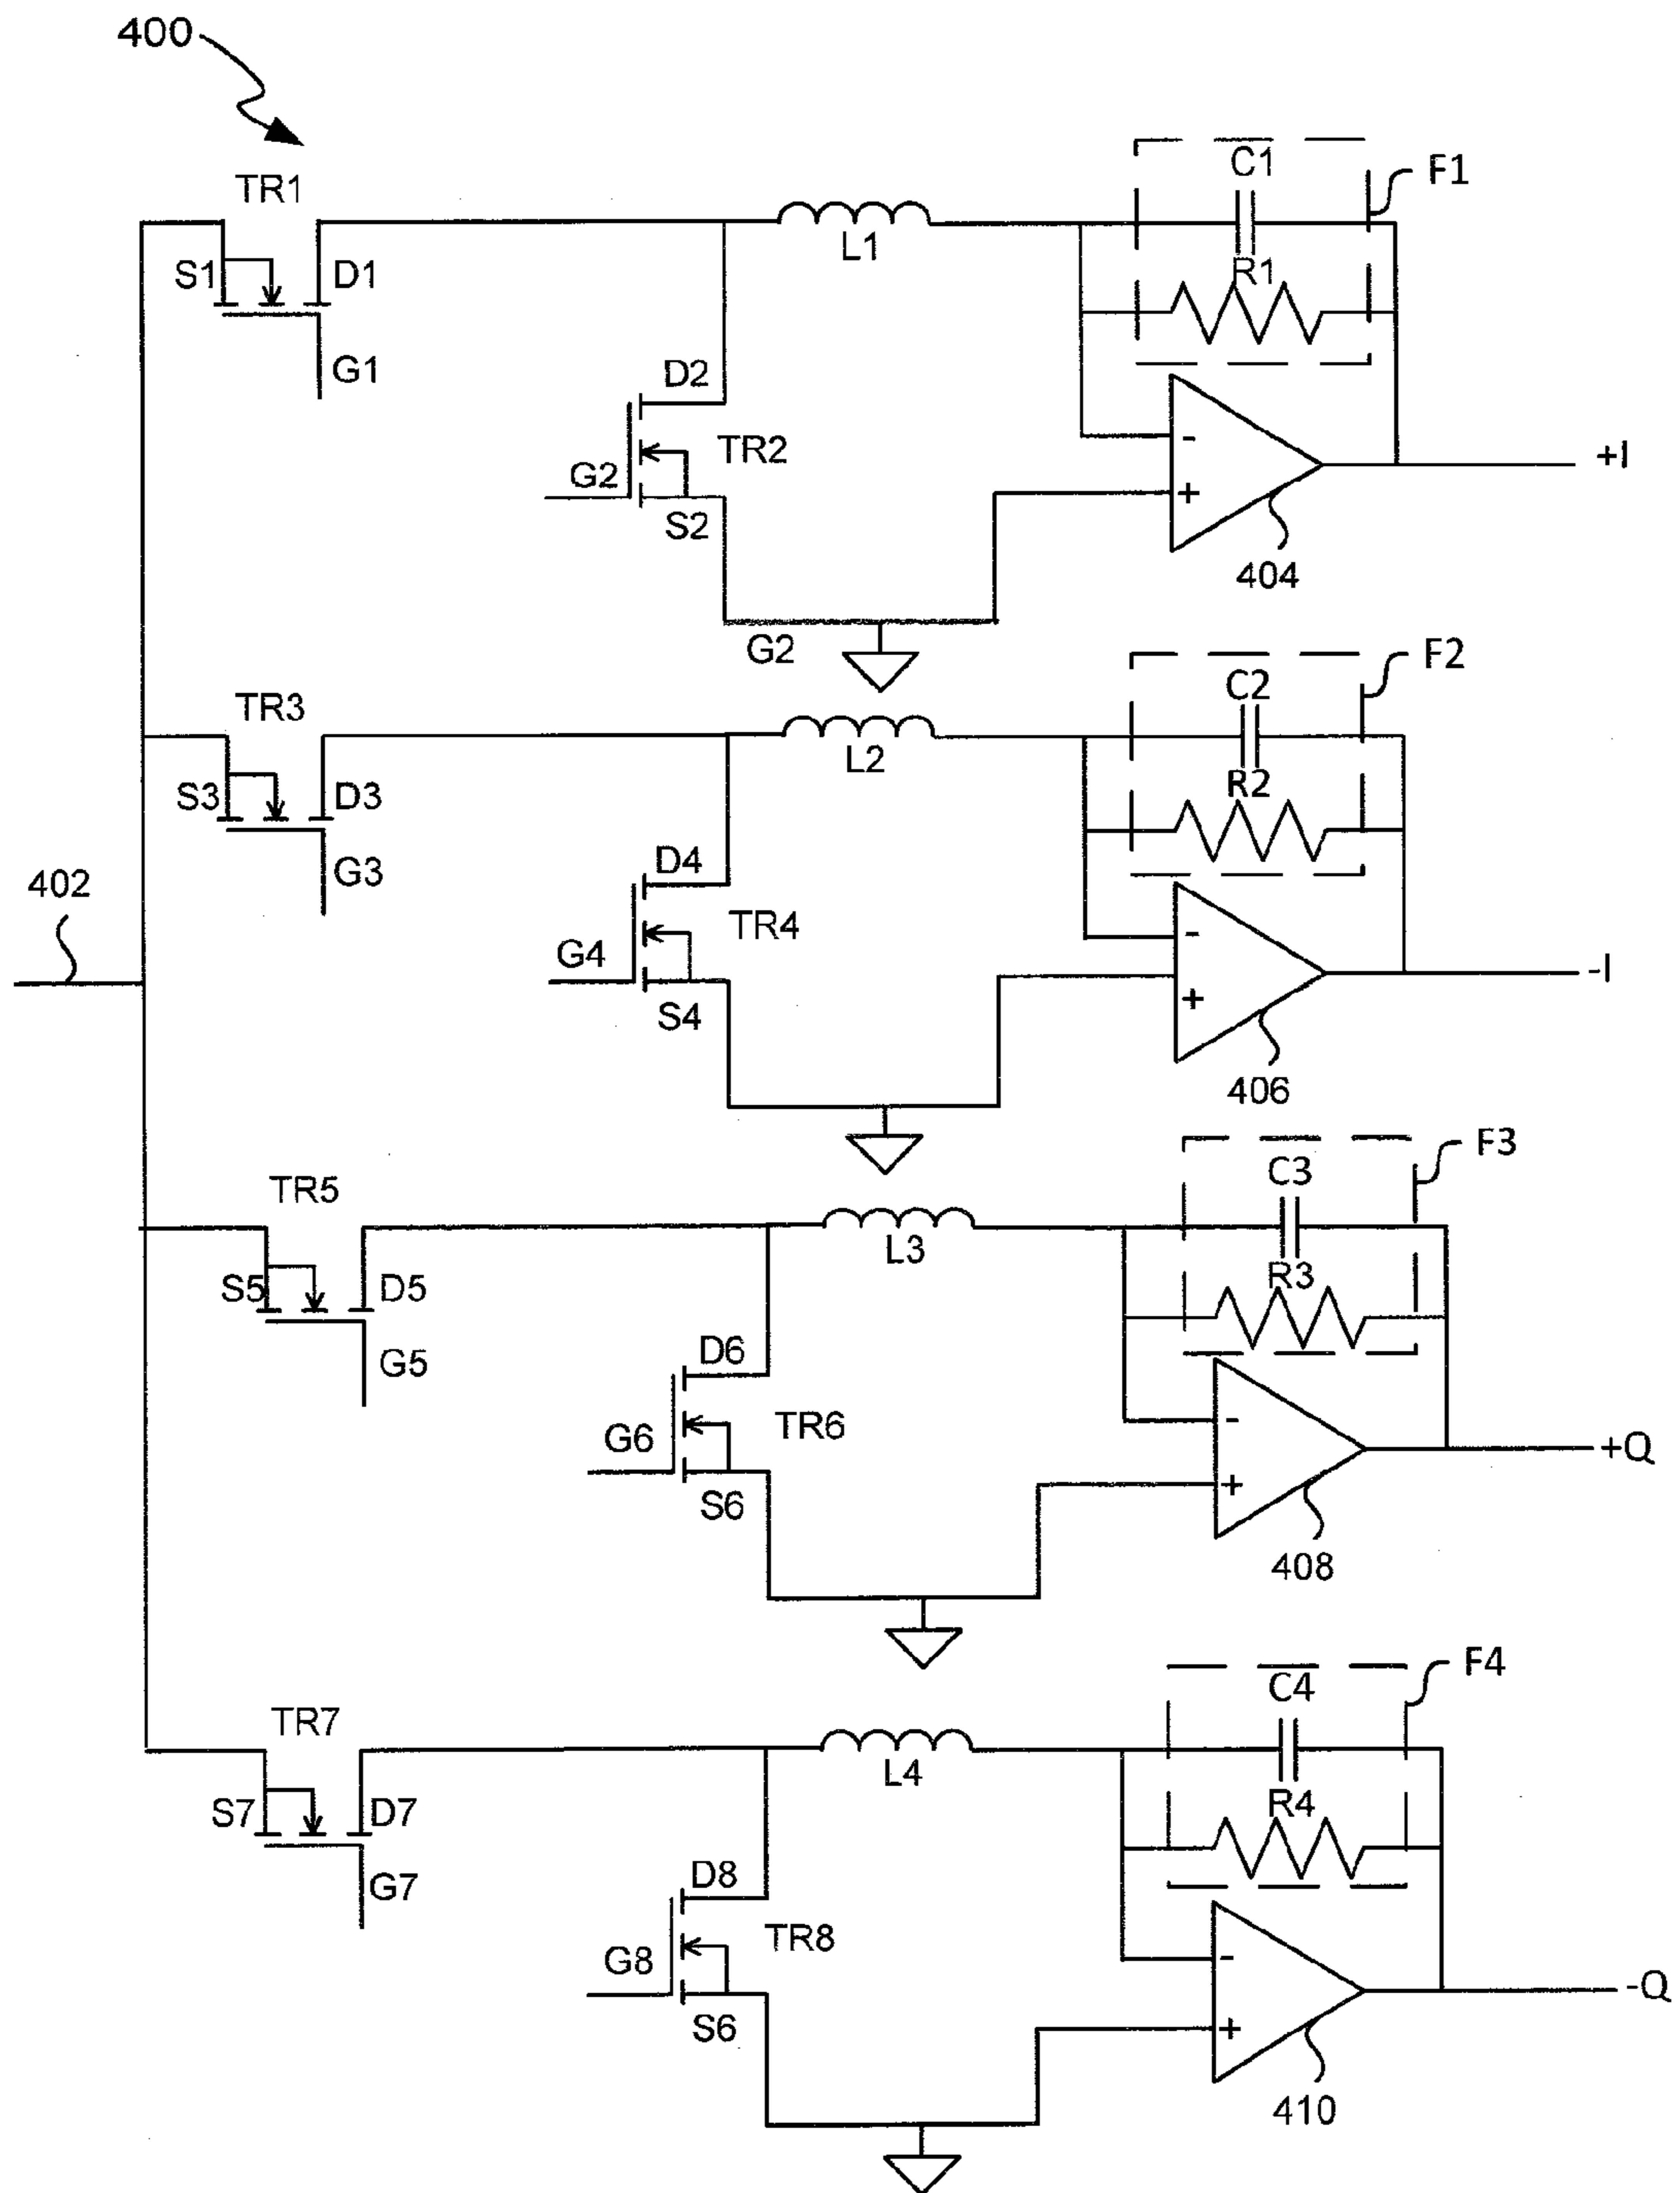 400
TR1
C1
F1
S1
D1
L1
R1
G1
D2
TR2
G2
S2
-
+
+I
404
G2
F2
TR3
C2
L2
S3
D3
R2
G3
D4
402
TR4
G4
S4
-
+
-I
406
F3
TR5
C3
L3
S5
D5
R3
G5
D6
TR6
G6
S6
-
+
+Q
408
F4
TR7
C4
L4
S7
D7
R4
G7
D8
TR8
G8
S6
-
+
-Q
410